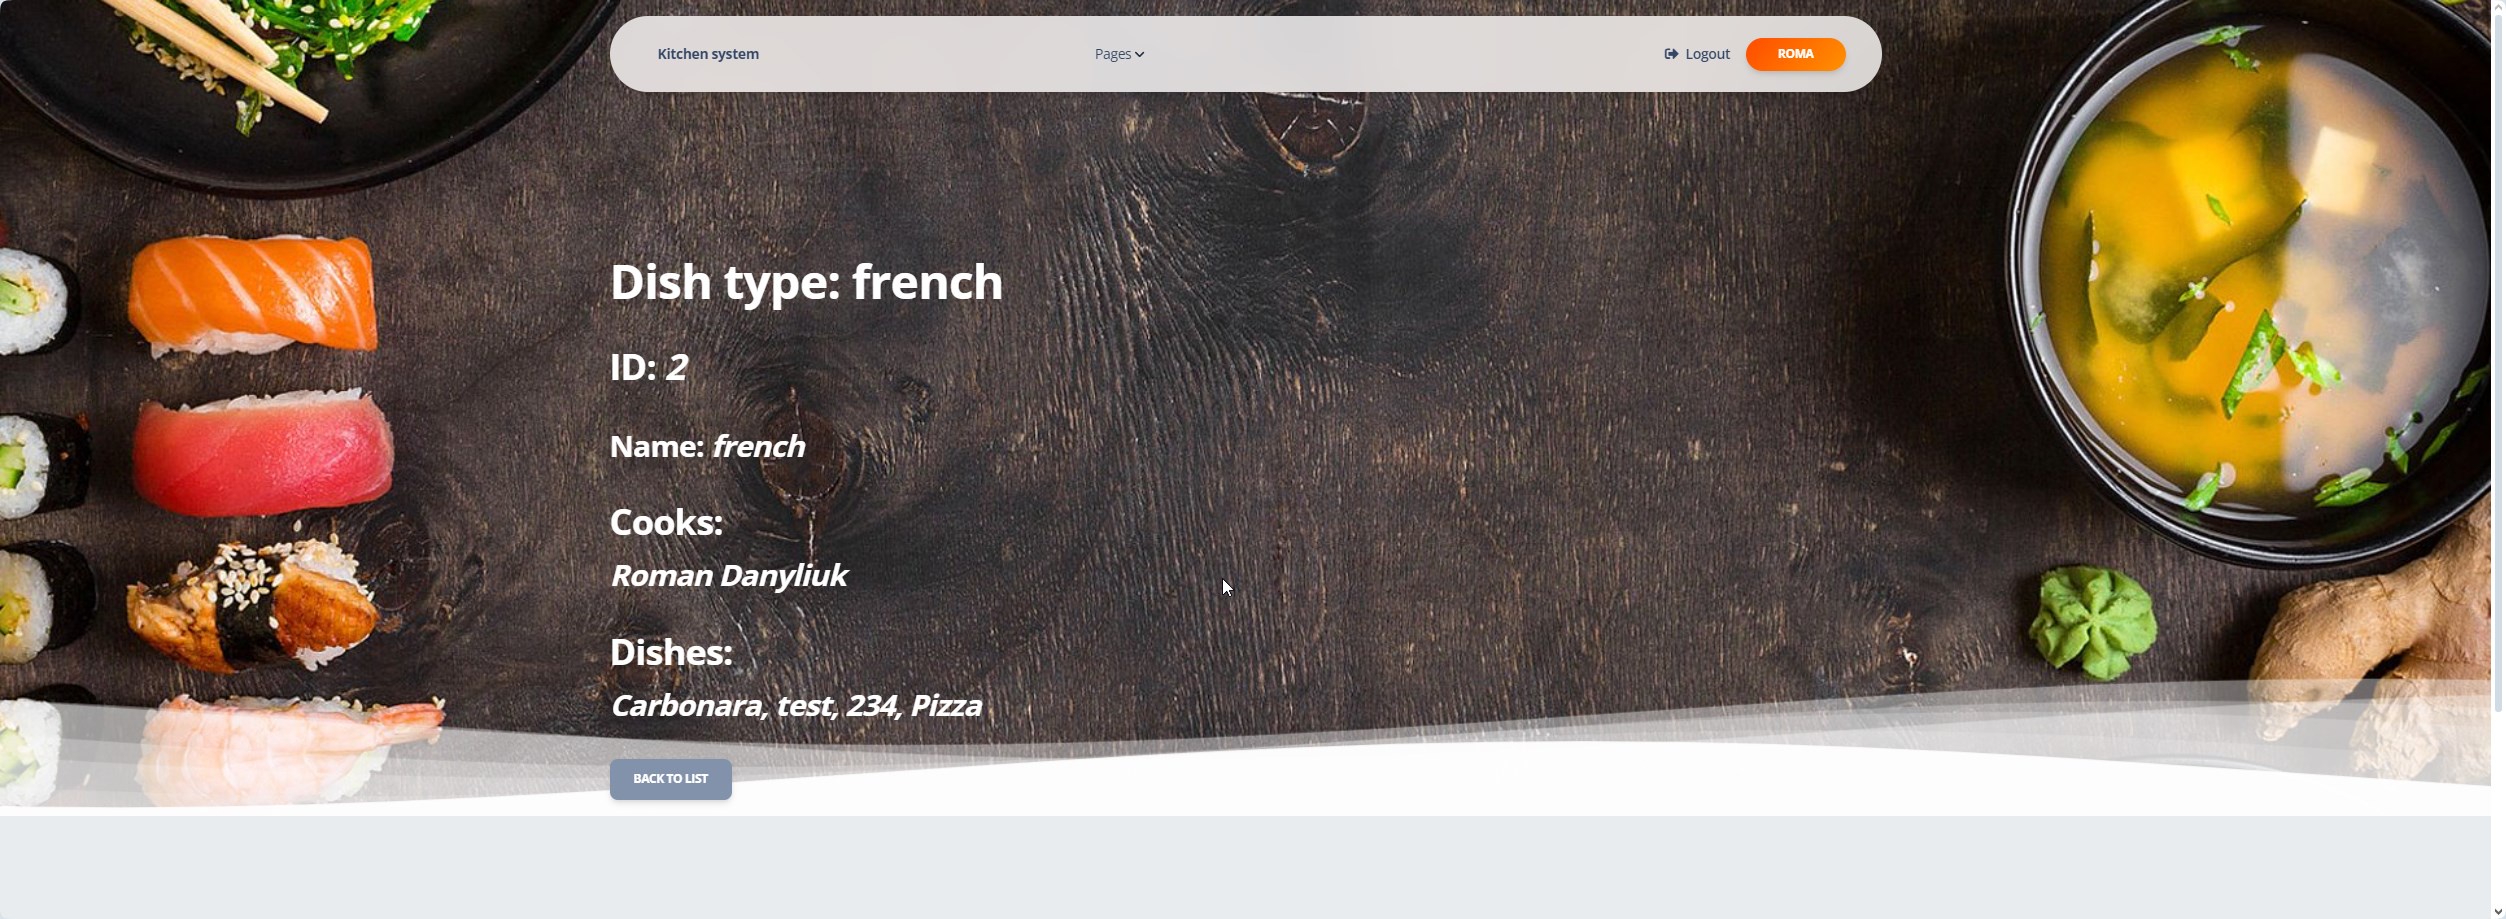 Kitchen system
Pages
Logout
ROMA
Dish type: french
ID: 2
Name: french
Cooks:
Roman Danyliuk
Dishes:
Carbonara, test, 234, Pizza
BACK TO LIST